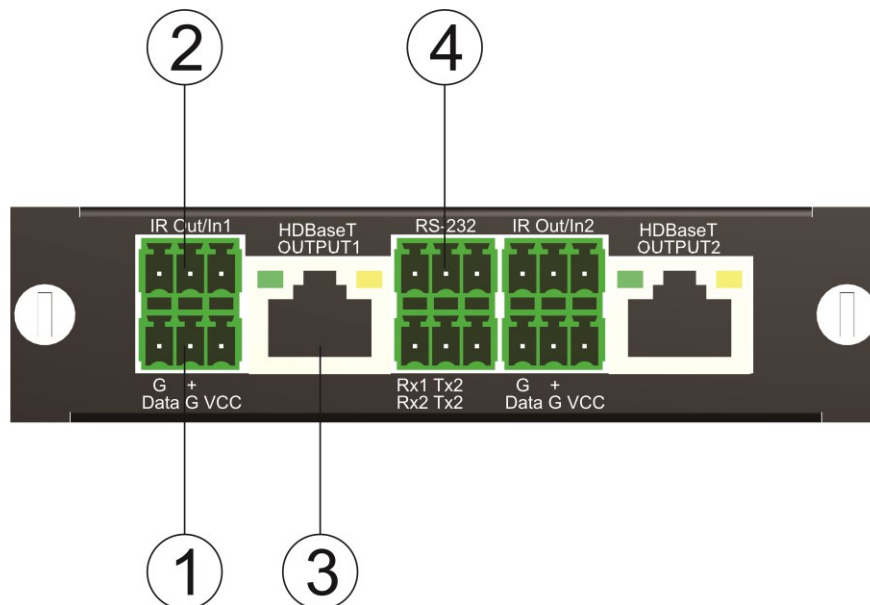 2
4
IR Out/In1
HDBaseT
OUTPUT1
RS-232
IR Out/In2
HDBaseT
OUTPUT2
G +
Data G VCC
Rx1 Tx2
Rx2 Tx2
G +
Data G VCC
1
3